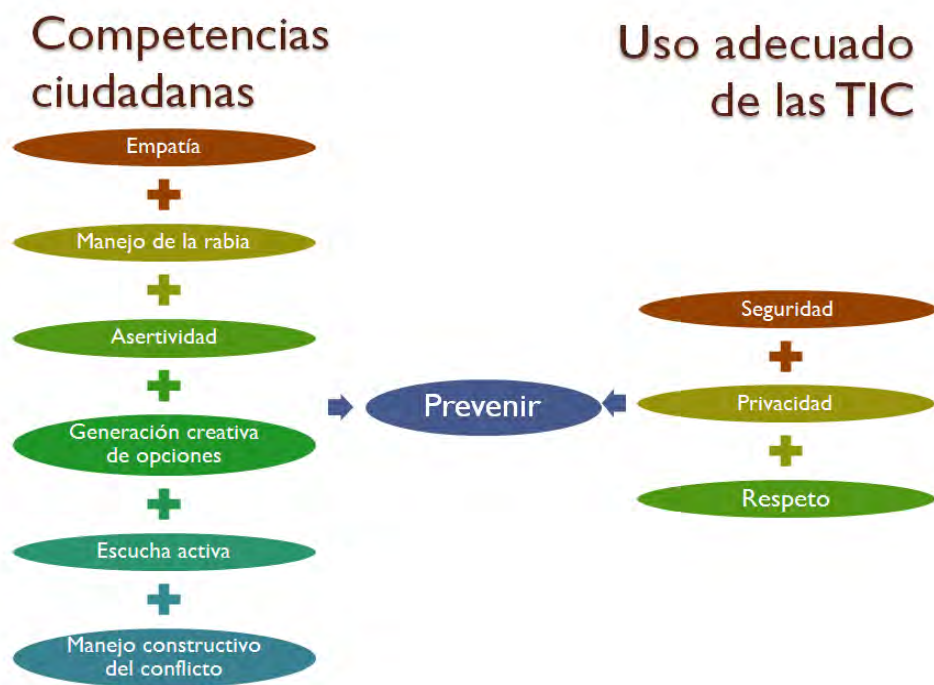 Competencias
ciudadanas
Empatía
Manejo de la rabia
Asertividad
Generación creativa
de opciones
Escucha activa
Manejo constructivo
del conflicto
Prevenir
Uso adecuado
de las TIC
Seguridad
Privacidad
Respeto